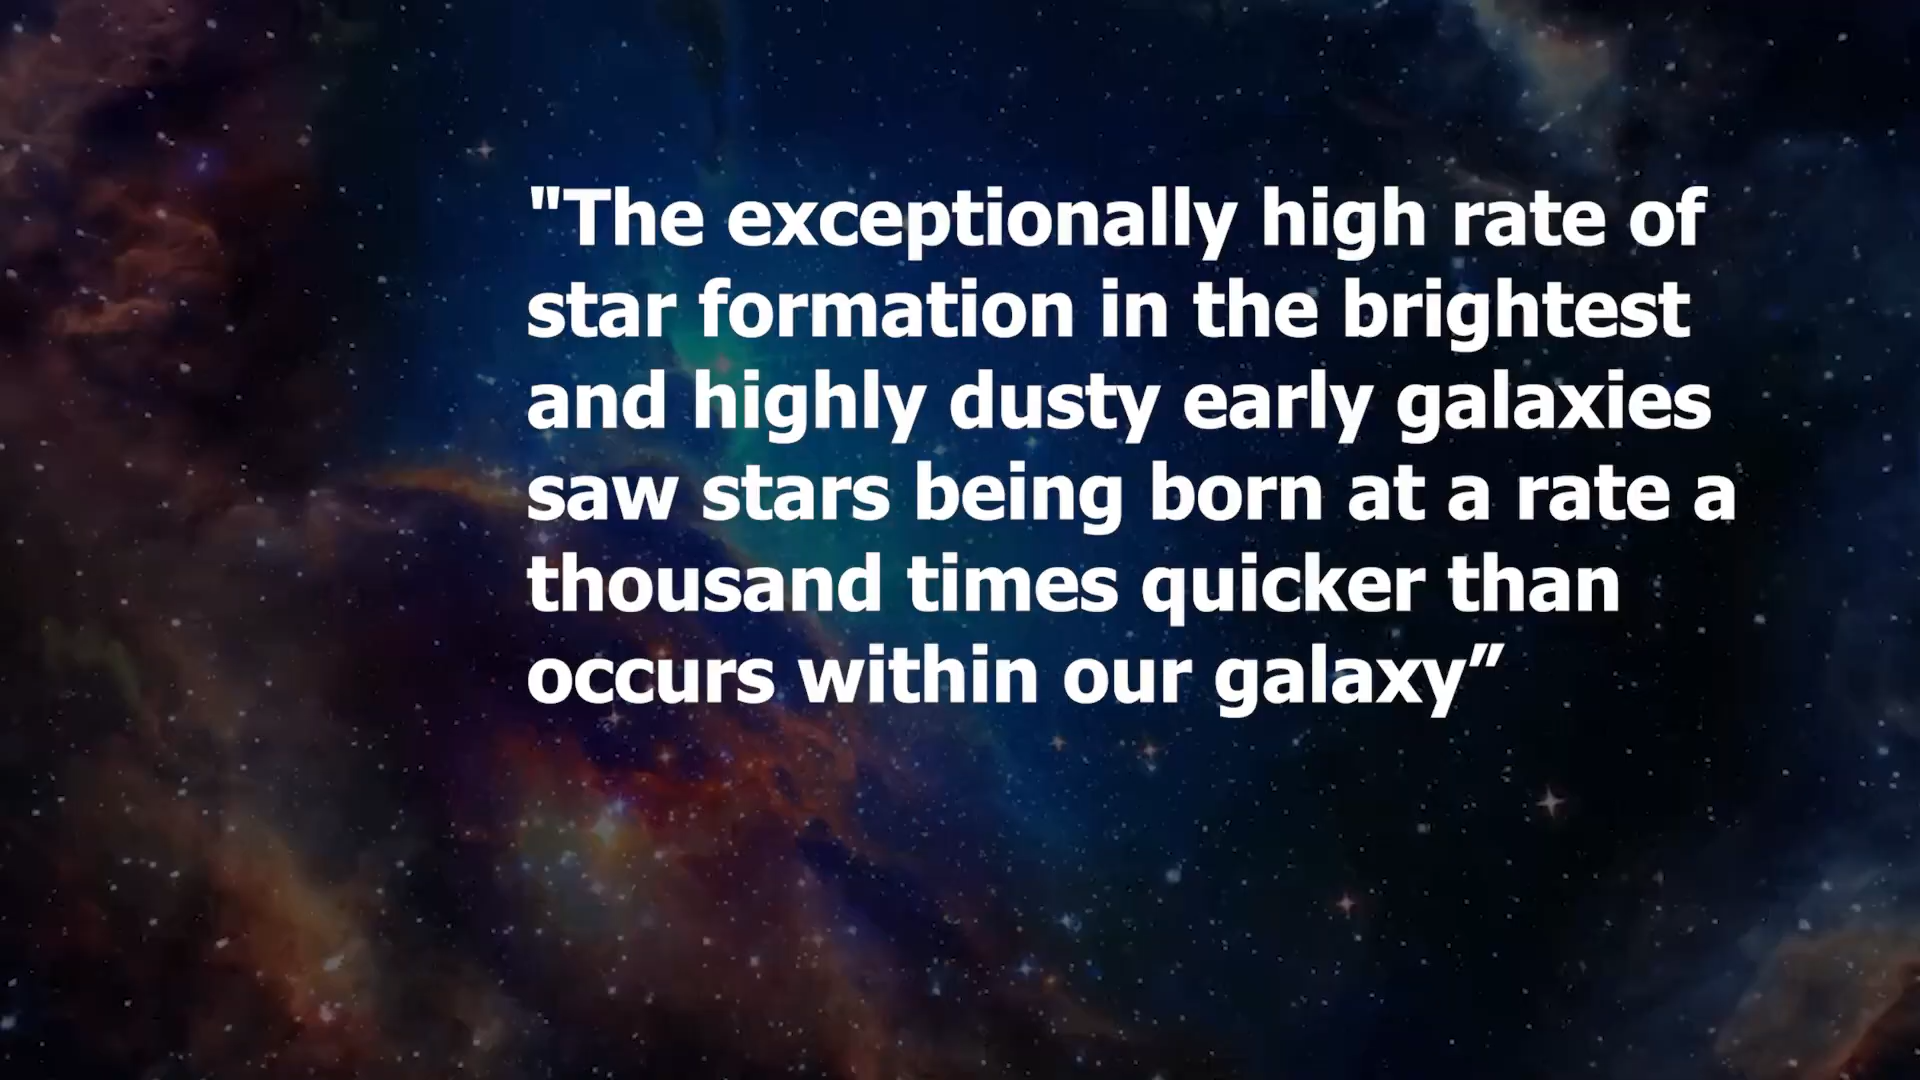 "The exceptionally high rate of
star formation in the brightest
and highly dusty early galaxies
saw stars being born at a rate a
thousand times quicker than
occurs within our galaxy”